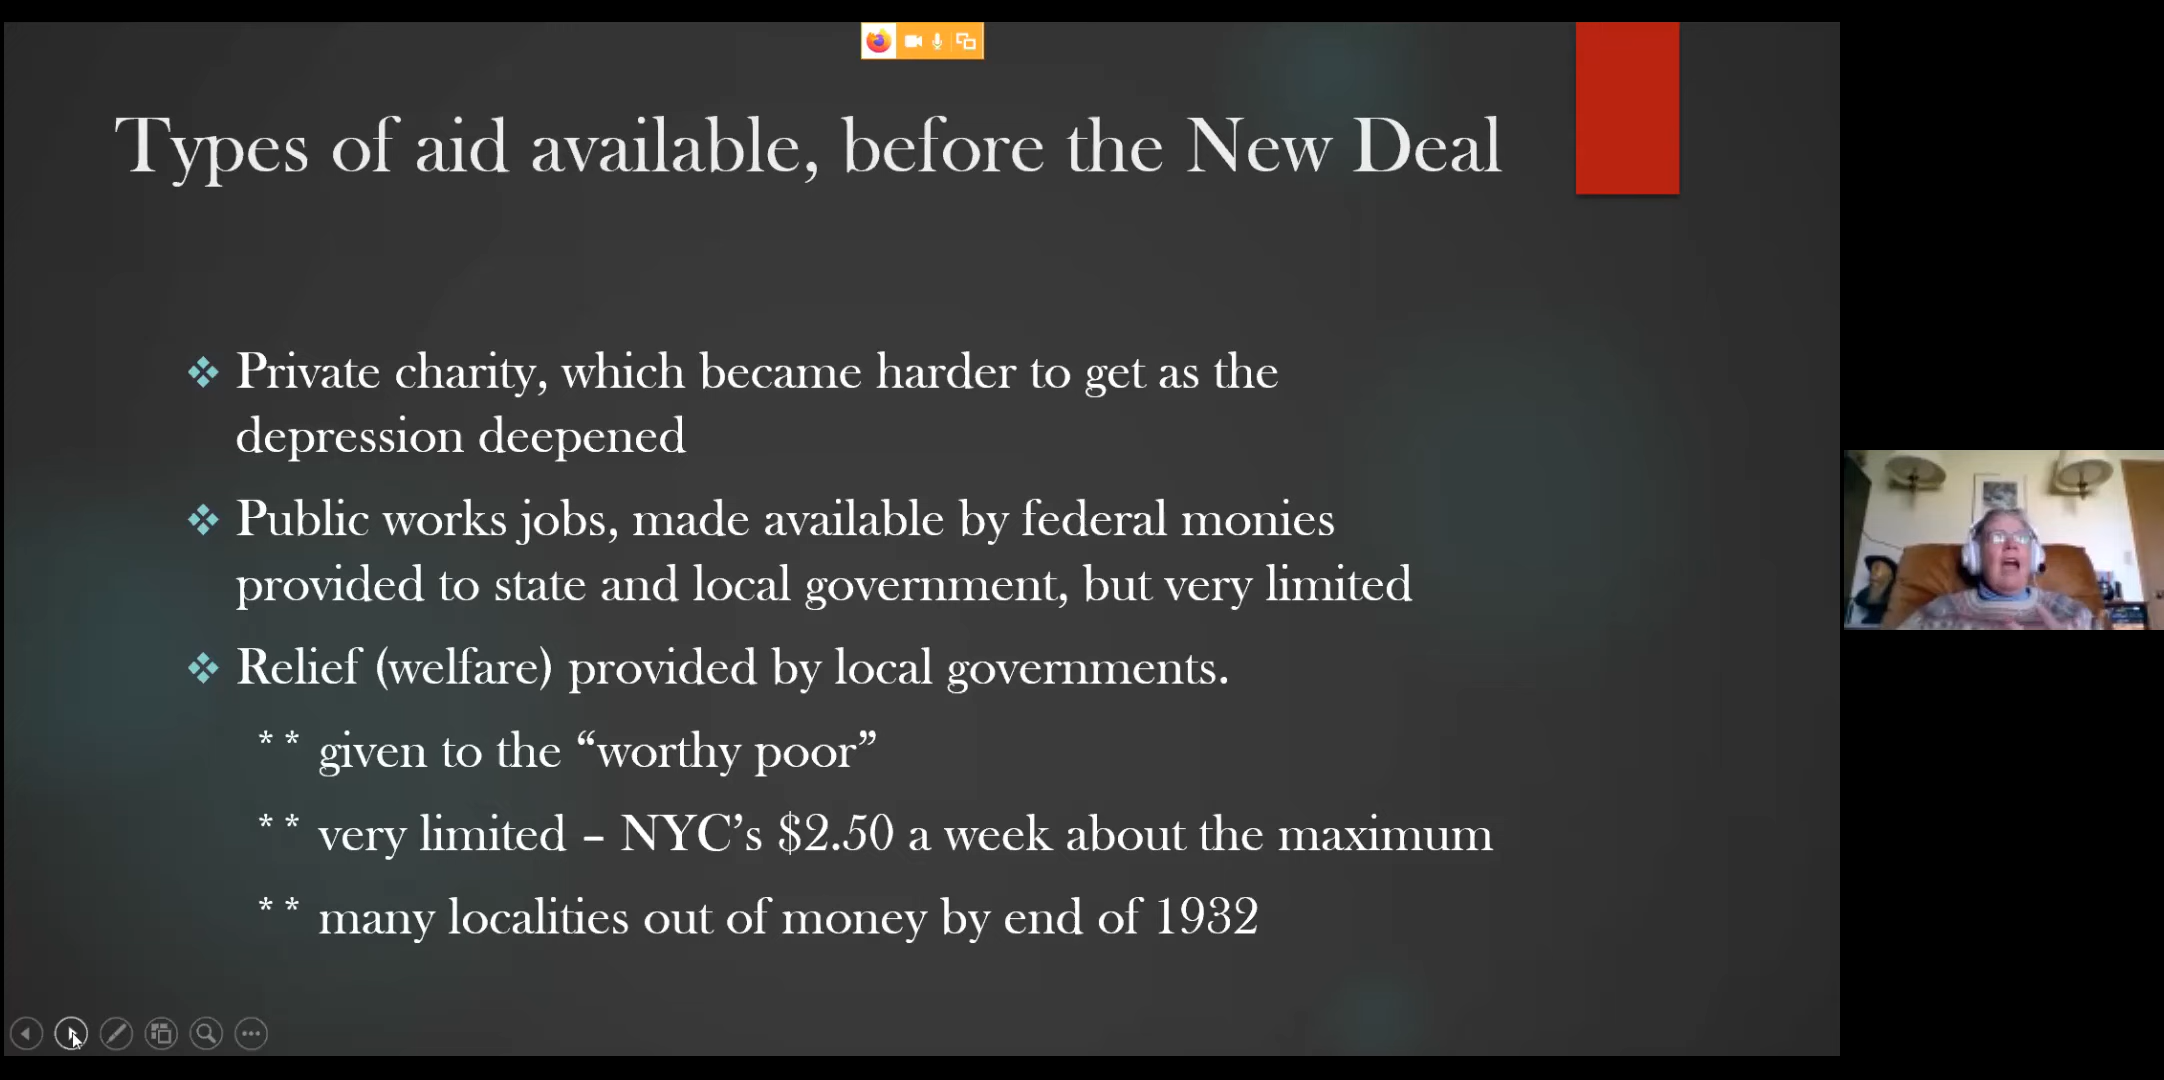 Types of aid available, before the New Deal
Private charity, which became harder to get as the
depression deepened
Public works jobs, made available by federal monies
provided to state and local government, but very limited
Relief (welfare) provided by local governments.
** given to the “worthy poor”
** very limited – NYC’s $2.50 a week about the maximum
** many localities out of money by end of 1932